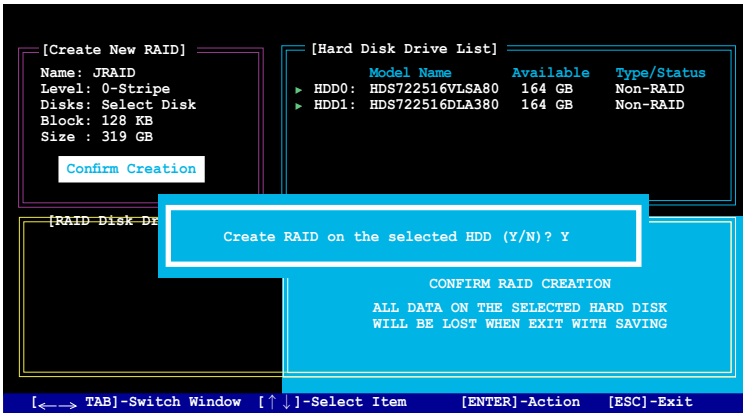 [Create New RAID]
Name: JRAID
Level: 0-Stripe
Disks: Select Disk
Block: 128 KB
Size : 319 GB
Confirm Creation
[Hard Disk Drive List]
Model Name Available Type/Status
HDD0: HDS722516VLSA80 164 GB Non-RAID
HDD1: HDS722516DLA380 164 GB Non-RAID
[RAID Disk Dr
Create RAID on the selected HDD (Y/N)? Y
CONFIRM RAID CREATION
ALL DATA ON THE SELECTED HARD DISK
WILL BE LOST WHEN EXIT WITH SAVING
[←→ TAB]-Switch Window [↑↓]-Select Item [ENTER]-Action [ESC]-Exit